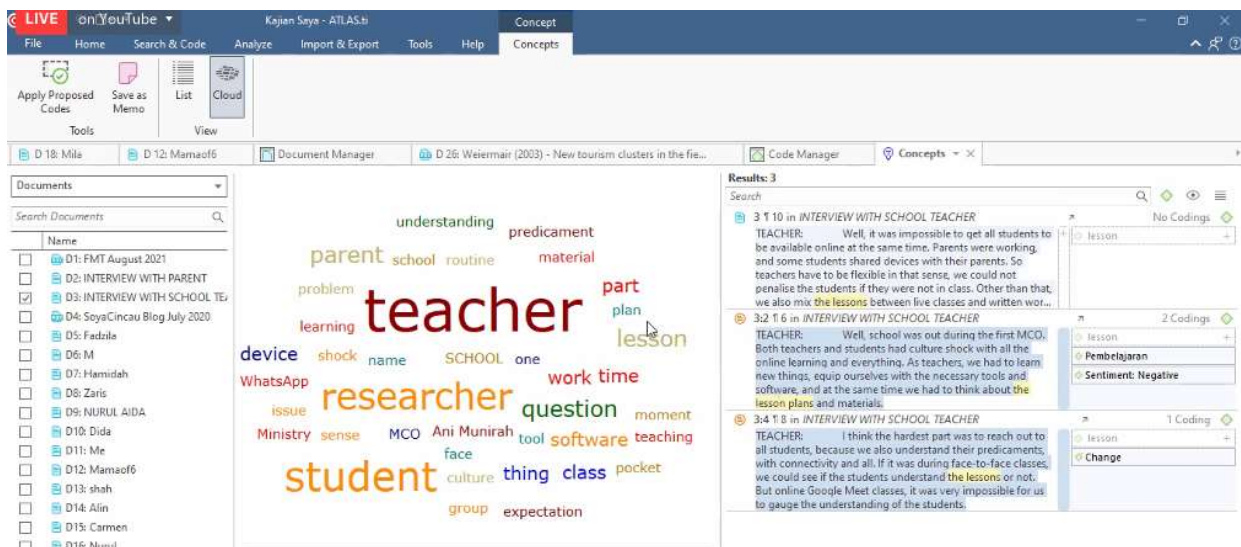 LIVE on YouTube
Kajian Saya - ATLAS.ti
Concept
File Home Search & Code Analyze Import & Export Tools Help Concepts
Apply Proposed Codes
Save as Memo
List
Cloud
Tools
View
D 18: Mila
D 12: Mamaof6
Document Manager
D 26: Weiermair (2003) - New tourism clusters in the fie...
Code Manager
Concepts
Documents
Search Documents
Name
D1: FMT August 2021
D2: INTERVIEW WITH PARENT
D3: INTERVIEW WITH SCHOOL TE
D4: SoyaCincau Blog July 2020
D5: Fadzila
D6: M
D7: Hamidah
D8: Zaris
D9: NURUL AIDA
D10: Dida
D11: Me
D12: Mamaof6
D13: shah
D14: Alin
D15: Carmen
D16: Nurul
understanding
predicament
parent school routine material
problem part
teacher plan
learning lesson
device shock name SCHOOL one
WhatsApp work time
researcher
issue question moment
Ministry sense MCO Ani Munirah tool software teaching
face
student culture thing class pocket
group expectation
Results: 3
Search
3 ¶ 10 in INTERVIEW WITH SCHOOL TEACHER
No Codings
TEACHER: Well, it was impossible to get all students to
be available online at the same time. Parents were working,
and some students shared devices with their parents. So
teachers have to be flexible in that sense, we could not
penalise the students if they were not in class. Other than that,
we also mix the lessons between live classes and written wor...
lesson
3:2 ¶ 6 in INTERVIEW WITH SCHOOL TEACHER
2 Codings
TEACHER: Well, school was out during the first MCO.
Both teachers and students had culture shock with all the
online learning and everything. As teachers, we had to learn
new things, equip ourselves with the necessary tools and
software, and at the same time we had to think about the
lesson plans and materials.
lesson
Pembelajaran
Sentiment: Negative
3:4 ¶ 8 in INTERVIEW WITH SCHOOL TEACHER
1 Coding
TEACHER: I think the hardest part was to reach out to
all students, because we also understand their predicaments,
with connectivity and all. If it was during face-to-face classes,
we could see if the students understand the lessons or not.
But online Google Meet classes, it was very impossible for us
to gauge the understanding of the students.
lesson
Change